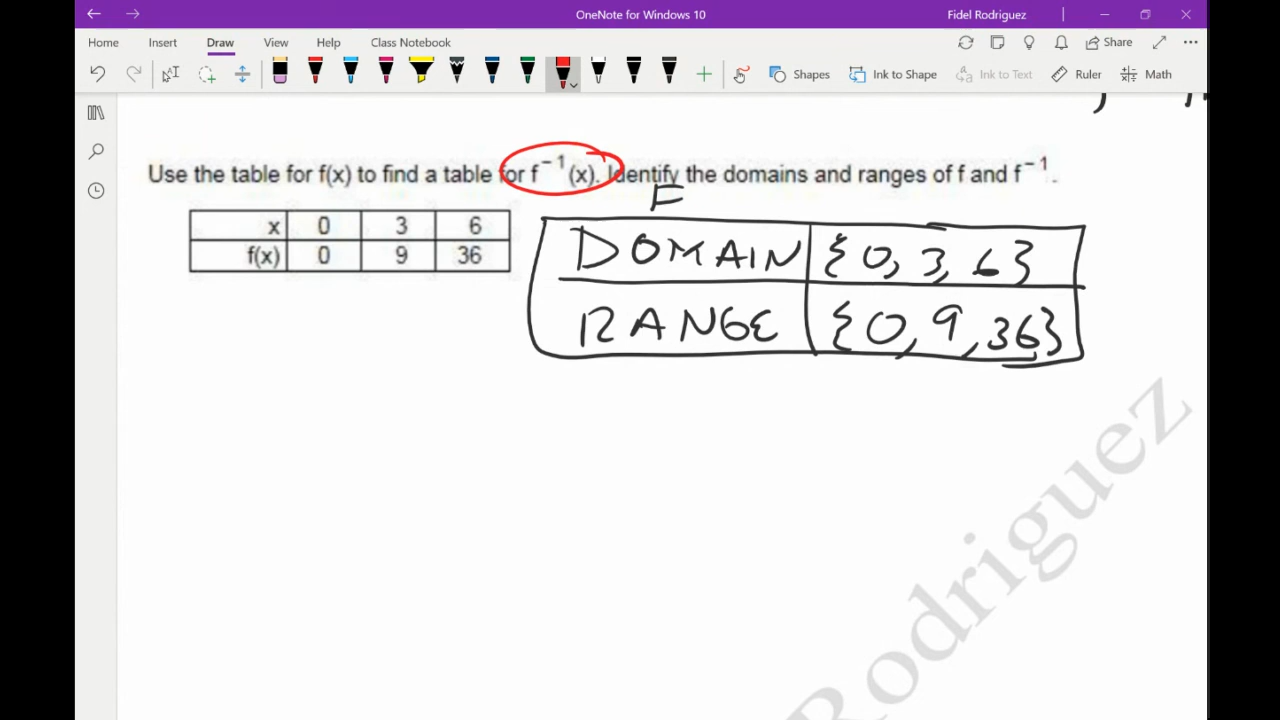 OneNote for Windows 10 Fidel Rodriguez
Home Insert Draw View Help Class Notebook Share
Shapes Ink to Shape Ink to Text Ruler Math
Use the table for f(x) to find a table for f⁻¹(x). Identify the domains and ranges of f and f⁻¹.
F
x 0 3 6
f(x) 0 9 36
DOMAIN {0, 3, 6}
RANGE {0, 9, 36}
Rodriguez